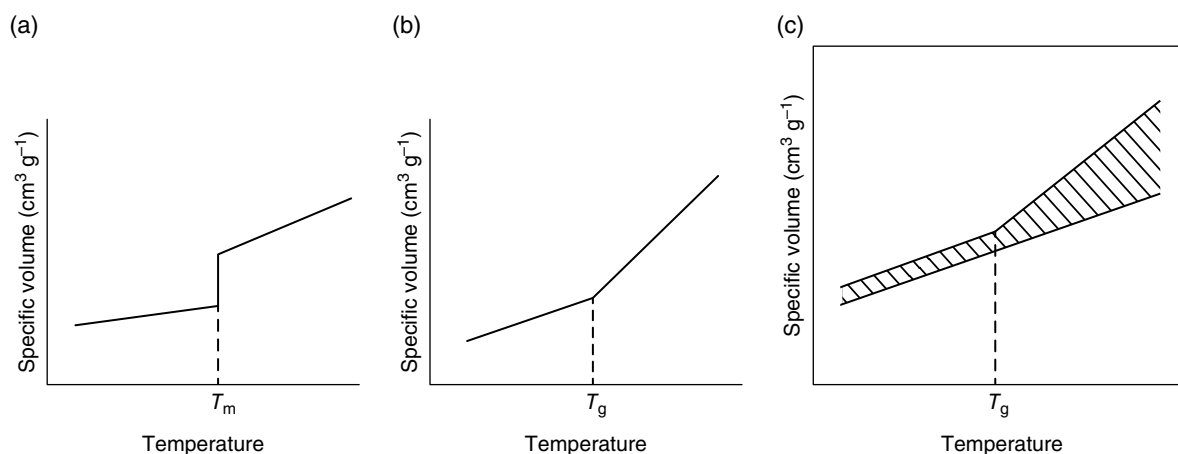 (a)
Specific volume (cm³ g⁻¹)
Tm
Temperature
(b)
Specific volume (cm³ g⁻¹)
Tg
Temperature
(c)
Specific volume (cm³ g⁻¹)
Tg
Temperature